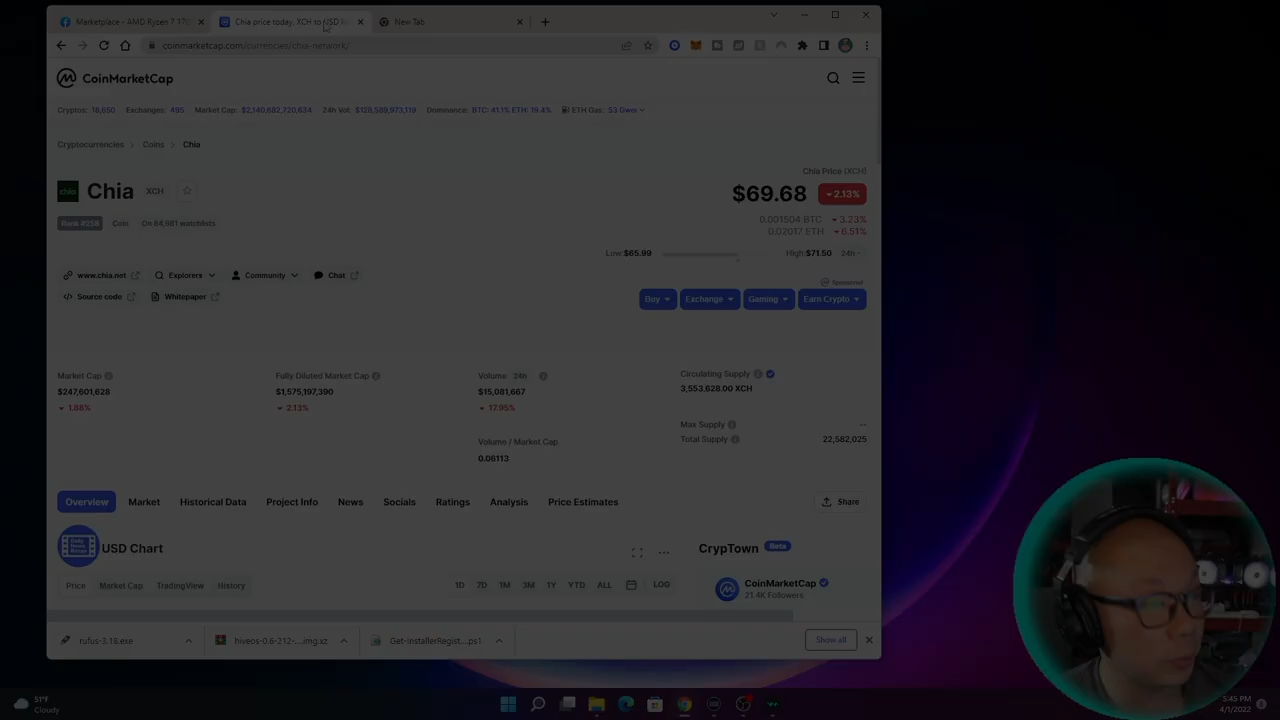 Marketplace - AMD Ryzen 7 170
Chia price today, XCH to USD
New Tab
coinmarketcap.com/currencies/chia-network/
CoinMarketCap
Cryptos: 18,650 Exchanges: 495 Market Cap: $2,140,682,720,634 24h Vol: $128,589,973,119 Dominance: BTC: 41.1% ETH: 19.4% ETH Gas: 53 Gwei
Cryptocurrencies > Coins > Chia
Chia Price (XCH)
chia
Chia XCH
$69.68 2.13%
Rank #258 Coin On 84,981 watchlists
0.001504 BTC 3.23%
0.02017 ETH 6.51%
Low:$65.99 High:$71.50 24h
www.chia.net Explorers Community Chat
Source code Whitepaper
Sponsored
Buy Exchange Gaming Earn Crypto
Market Cap
$247,601,628
1.88%
Fully Diluted Market Cap
$1,575,197,390
2.13%
Volume 24h
$15,081,667
17.95%
Volume / Market Cap
0.06113
Circulating Supply
3,553,628.00 XCH
Max Supply --
Total Supply 22,582,025
Overview Market Historical Data Project Info News Socials Ratings Analysis Price Estimates Share
USD Chart
CrypTown Beta
Price Market Cap TradingView History
1D 7D 1M 3M 1Y YTD ALL LOG
CoinMarketCap
21.4K Followers
rufus-3.18.exe
hiveos-0.6-212-....img.xz
Get-InstallerRegist....ps1
Show all
51°F
Cloudy
5:45 PM
4/1/2022